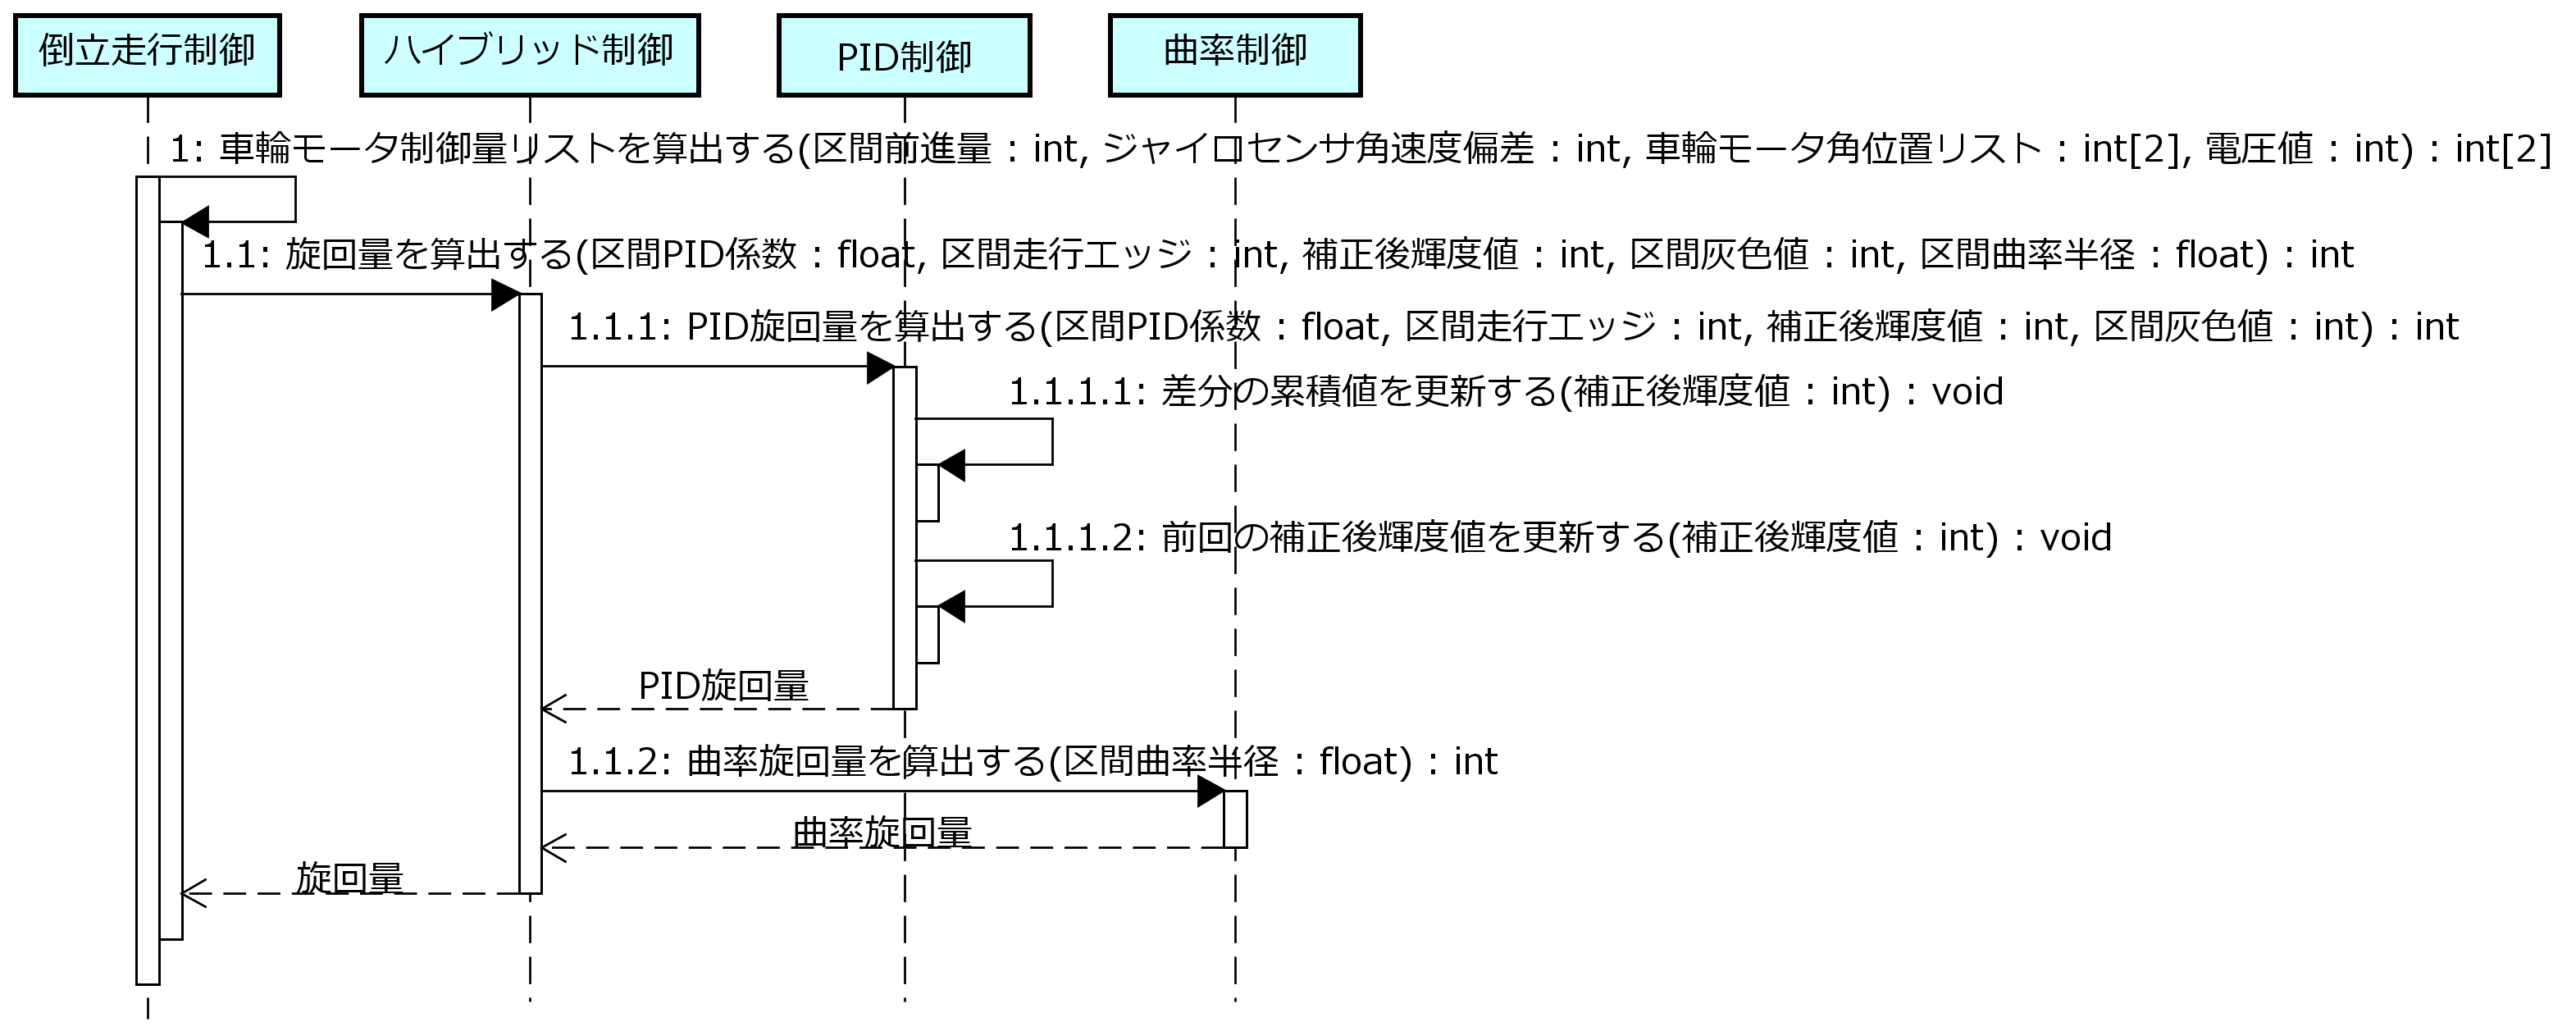 倒立走行制御
ハイブリッド制御
PID制御
曲率制御
1: 車輪モータ制御量リストを算出する(区間前進量 : int, ジャイロセンサ角速度偏差 : int, 車輪モータ角位置リスト : int[2], 電圧値 : int) : int[2]
1.1: 旋回量を算出する(区間PID係数 : float, 区間走行エッジ : int, 補正後輝度値 : int, 区間灰色値 : int, 区間曲率半径 : float) : int
1.1.1: PID旋回量を算出する(区間PID係数 : float, 区間走行エッジ : int, 補正後輝度値 : int, 区間灰色値 : int) : int
1.1.1.1: 差分の累積値を更新する(補正後輝度値 : int) : void
1.1.1.2: 前回の補正後輝度値を更新する(補正後輝度値 : int) : void
PID旋回量
1.1.2: 曲率旋回量を算出する(区間曲率半径 : float) : int
曲率旋回量
旋回量